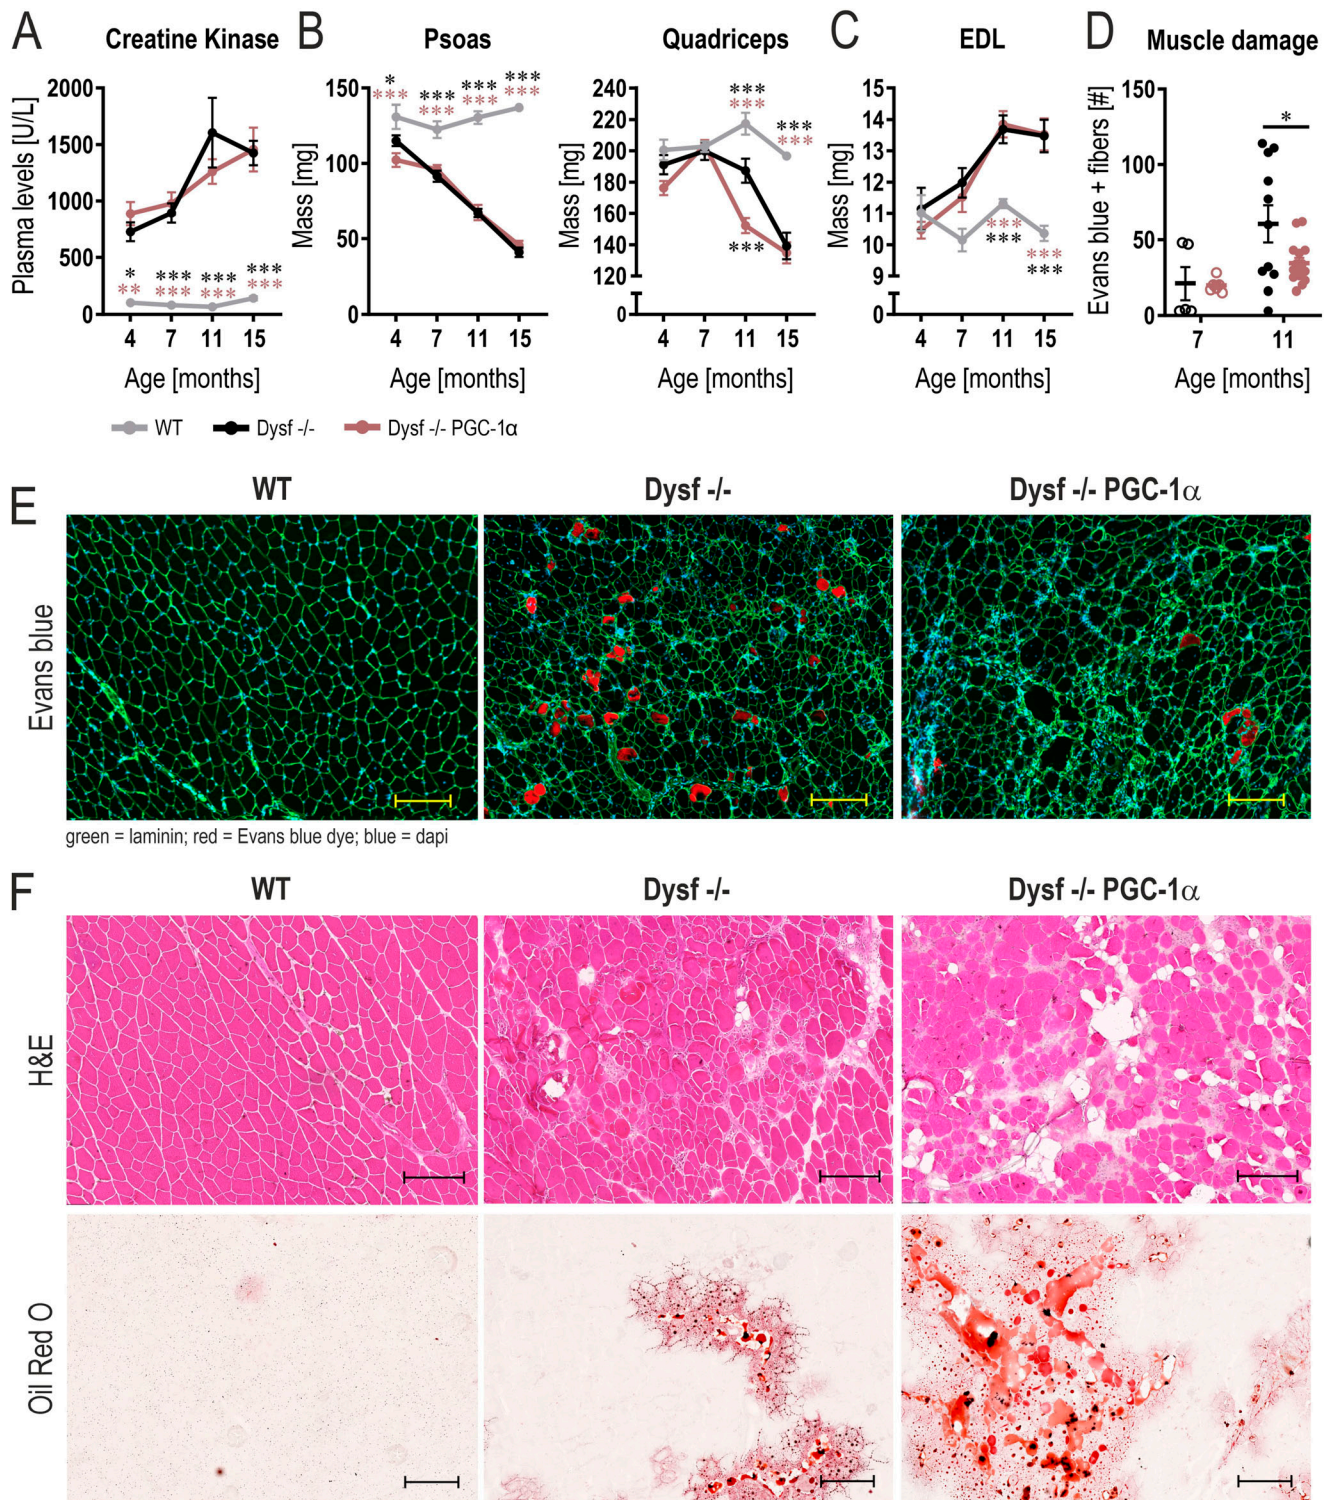 A Creatine Kinase
Plasma levels [U/L]
2000
1500
1000
500
0
* *** *** ***
** *** *** ***
4 7 11 15
Age [months]
B Psoas
Mass [mg]
150
100
50
0
* *** *** ***
*** *** *** ***
4 7 11 15
Age [months]
Quadriceps
Mass [mg]
240
220
200
180
160
140
120
0
***
***
***
***
***
4 7 11 15
Age [months]
C EDL
Mass [mg]
15
14
13
12
11
10
9
0
***
***
***
***
4 7 11 15
Age [months]
D Muscle damage
Evans blue + fibers [#]
150
100
50
0
*
7 11
Age [months]
WT Dysf -/- Dysf -/- PGC-1α
E WT Dysf -/- Dysf -/- PGC-1α
Evans blue
green = laminin; red = Evans blue dye; blue = dapi
F WT Dysf -/- Dysf -/- PGC-1α
H&E
Oil Red O